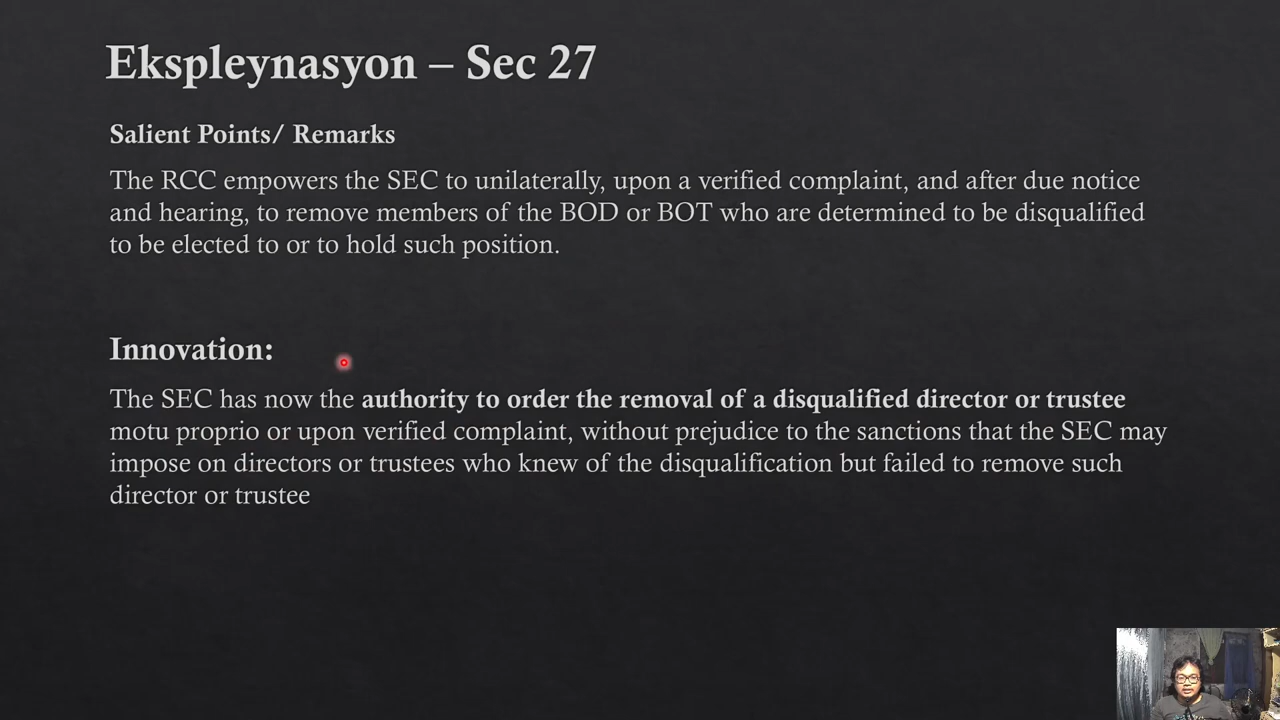 Ekspleynasyon – Sec 27
Salient Points/ Remarks
The RCC empowers the SEC to unilaterally, upon a verified complaint, and after due notice
and hearing, to remove members of the BOD or BOT who are determined to be disqualified
to be elected to or to hold such position.
Innovation:
The SEC has now the authority to order the removal of a disqualified director or trustee
motu proprio or upon verified complaint, without prejudice to the sanctions that the SEC may
impose on directors or trustees who knew of the disqualification but failed to remove such
director or trustee